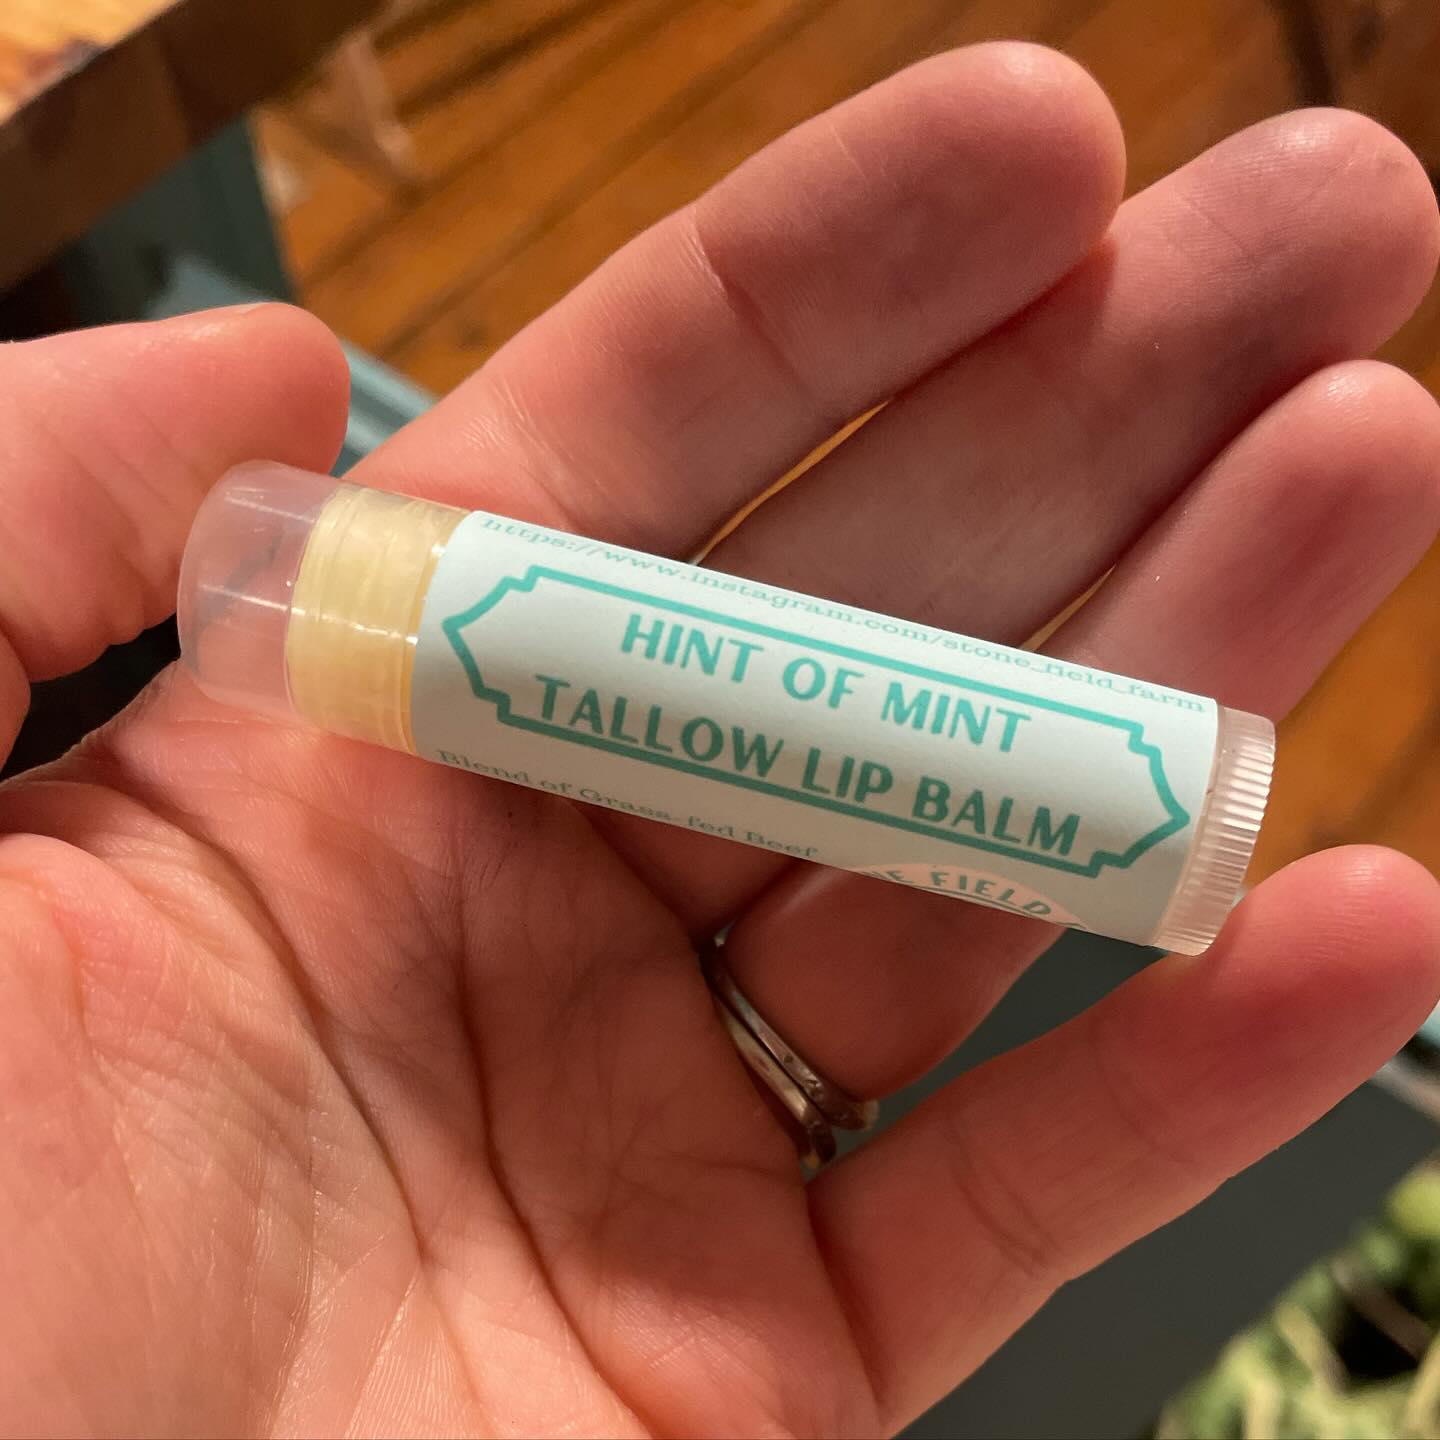 https://www.instagram.com/stone_field_farm
HINT OF MINT
TALLOW LIP BALM
Blend of Grass-fed Beef
FIELD